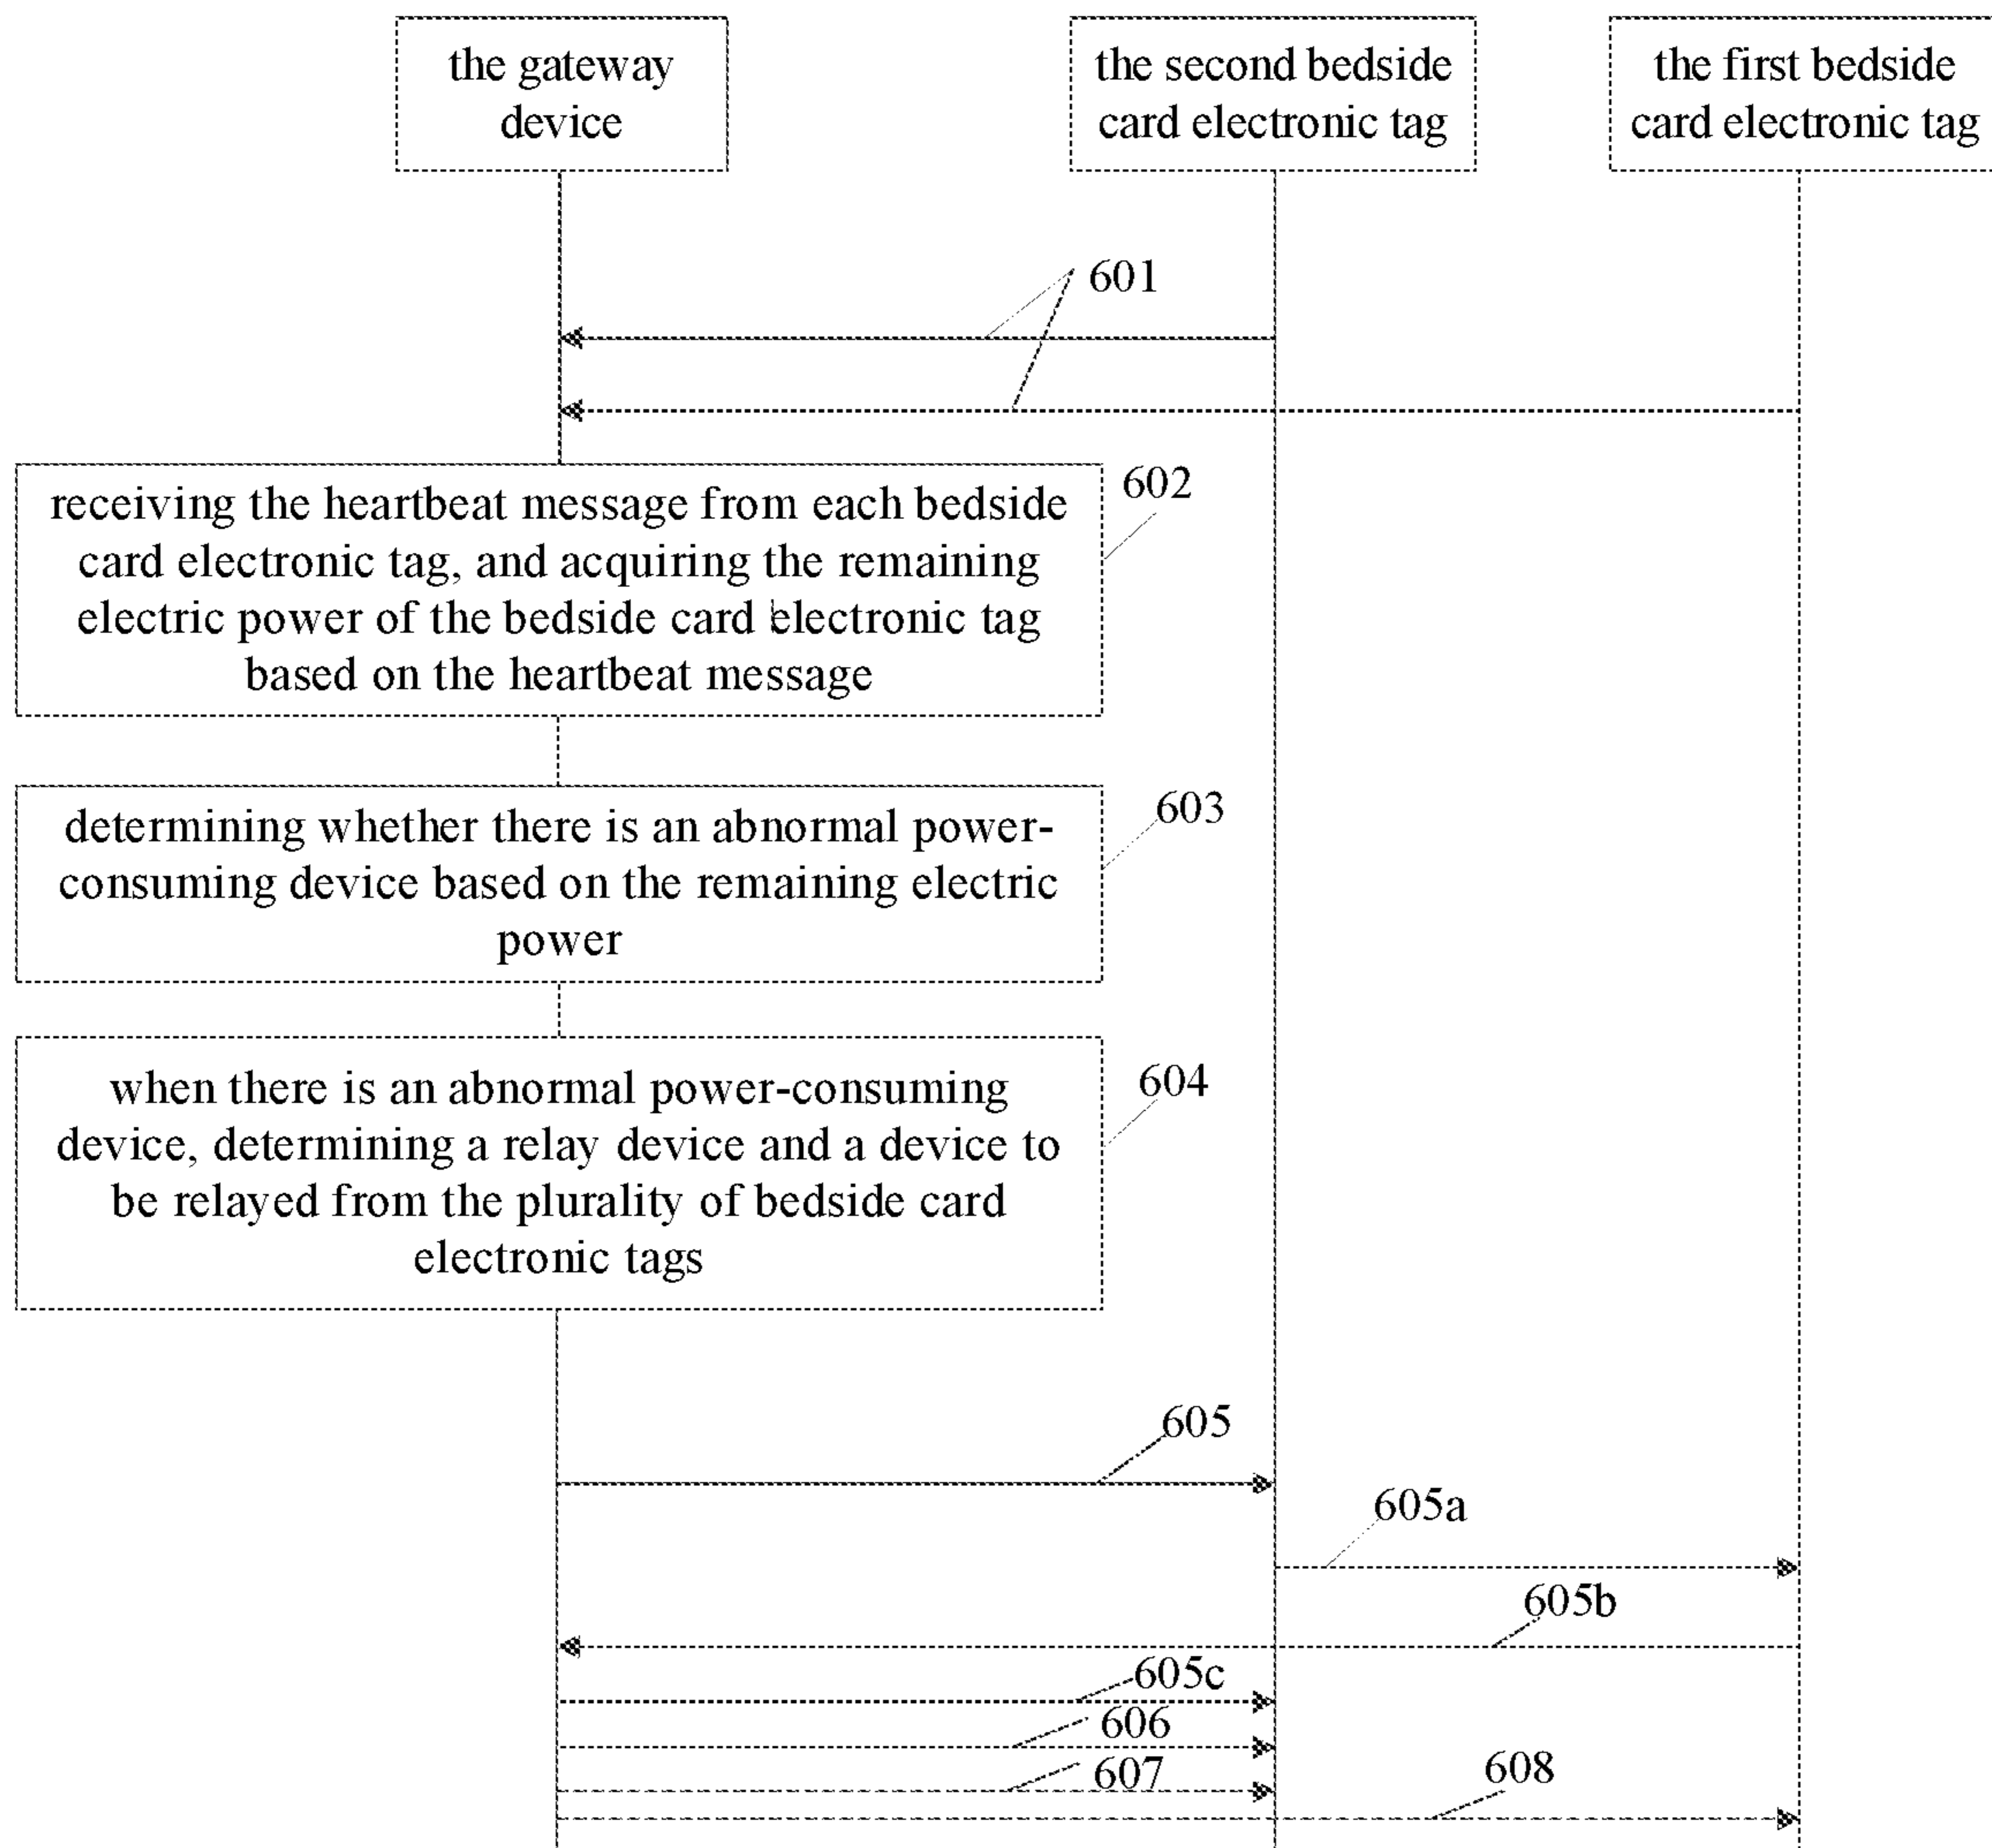 the gateway
device
the second bedside
card electronic tag
the first bedside
card electronic tag
601
receiving the heartbeat message from each bedside
card electronic tag, and acquiring the remaining
electric power of the bedside card electronic tag
based on the heartbeat message
602
determining whether there is an abnormal power-
consuming device based on the remaining electric
power
603
when there is an abnormal power-consuming
device, determining a relay device and a device to
be relayed from the plurality of bedside card
electronic tags
604
605
605a
605b
605c
606
607
608